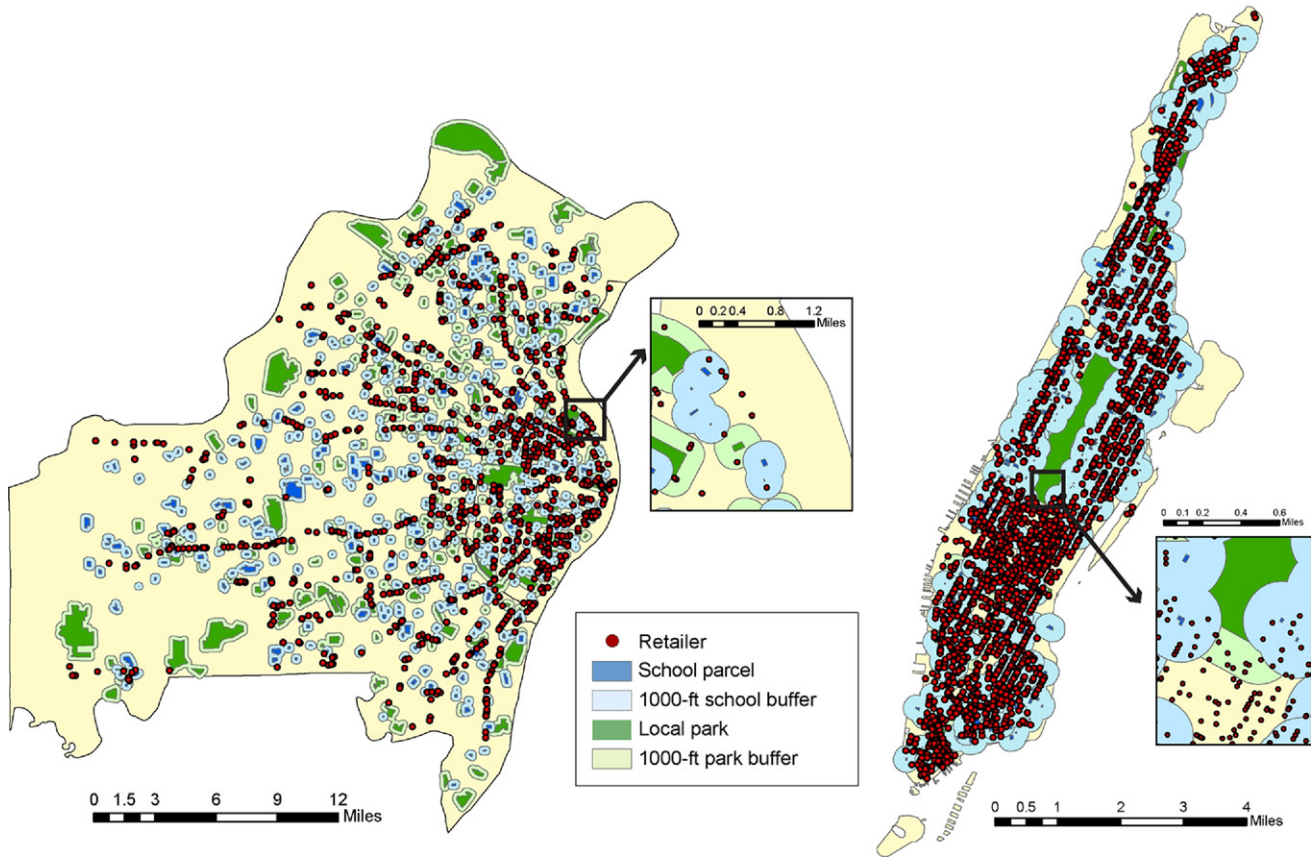 0 0.2 0.4 0.8 1.2
Miles
0 0.1 0.2 0.4 0.6
Miles
Retailer
School parcel
1000-ft school buffer
Local park
1000-ft park buffer
0 1.5 3 6 9 12
Miles
0 0.5 1 2 3 4
Miles